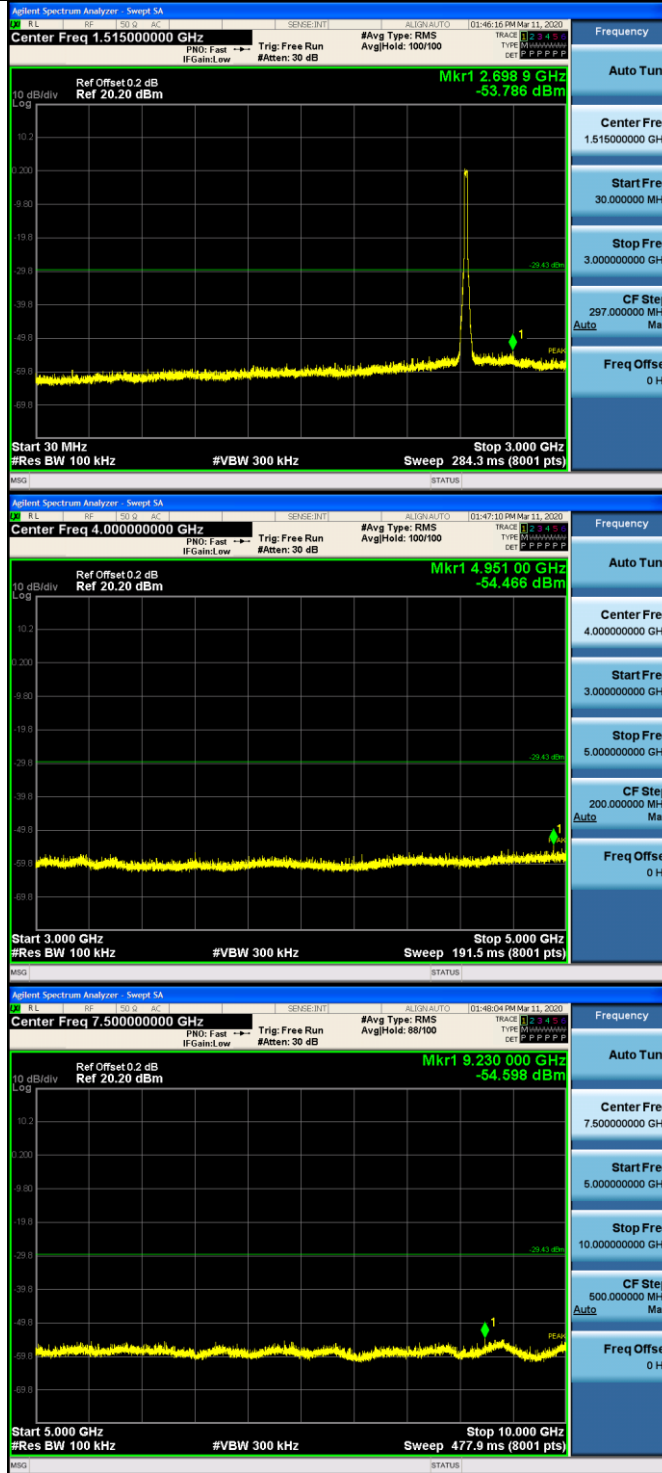 Agilent Spectrum Analyzer - Swept SA
RL RF 50 Ω AC SENSE:INT ALIGNAUTO 01:46:16 PM Mar 11, 2020
Center Freq 1.515000000 GHz
PNO: Fast Trig: Free Run #Avg Type: RMS TRACE 1 2 3 4 5 6
IFGain:Low #Atten: 30 dB Avg|Hold: 100/100 TYPE M
DET P P P P P P
Frequency
Ref Offset 0.2 dB Mkr1 2.698 9 GHz
10 dB/div Ref 20.20 dBm -53.786 dBm
Log
Auto Tun
10.2
0.200
-9.80
-19.8
-29.8
-39.8
-49.8
-59.8
-69.8
-29.43 dBm
1
PEAK
Center Fre
1.515000000 GH
Start Fre
30.000000 MH
Stop Fre
3.000000000 GH
CF Ste
297.000000 MH
Auto Ma
Freq Offse
0 H
Start 30 MHz Stop 3.000 GHz
#Res BW 100 kHz #VBW 300 kHz Sweep 284.3 ms (8001 pts)
MSG STATUS
Agilent Spectrum Analyzer - Swept SA
RL RF 50 Ω AC SENSE:INT ALIGNAUTO 01:47:10 PM Mar 11, 2020
Center Freq 4.000000000 GHz
PNO: Fast Trig: Free Run #Avg Type: RMS TRACE 1 2 3 4 5 6
IFGain:Low #Atten: 30 dB Avg|Hold: 100/100 TYPE M
DET P P P P P P
Frequency
Ref Offset 0.2 dB Mkr1 4.951 00 GHz
10 dB/div Ref 20.20 dBm -54.466 dBm
Log
Auto Tun
10.2
0.200
-9.80
-19.8
-29.8
-39.8
-49.8
-59.8
-69.8
-29.43 dBm
1
Center Fre
4.000000000 GH
Start Fre
3.000000000 GH
Stop Fre
5.000000000 GH
CF Ste
200.000000 MH
Auto Ma
Freq Offse
0 H
Start 3.000 GHz Stop 5.000 GHz
#Res BW 100 kHz #VBW 300 kHz Sweep 191.5 ms (8001 pts)
MSG STATUS
Agilent Spectrum Analyzer - Swept SA
RL RF 50 Ω AC SENSE:INT ALIGNAUTO 01:48:04 PM Mar 11, 2020
Center Freq 7.500000000 GHz
PNO: Fast Trig: Free Run #Avg Type: RMS TRACE 1 2 3 4 5 6
IFGain:Low #Atten: 30 dB Avg|Hold: 88/100 TYPE M
DET P P P P P P
Frequency
Ref Offset 0.2 dB Mkr1 9.230 000 GHz
10 dB/div Ref 20.20 dBm -54.598 dBm
Log
Auto Tun
10.2
0.200
-9.80
-19.8
-29.8
-39.8
-49.8
-59.8
-69.8
-29.43 dBm
1
PEAK
Center Fre
7.500000000 GH
Start Fre
5.000000000 GH
Stop Fre
10.000000000 GH
CF Ste
500.000000 MH
Auto Ma
Freq Offse
0 H
Start 5.000 GHz Stop 10.000 GHz
#Res BW 100 kHz #VBW 300 kHz Sweep 477.9 ms (8001 pts)
MSG STATUS